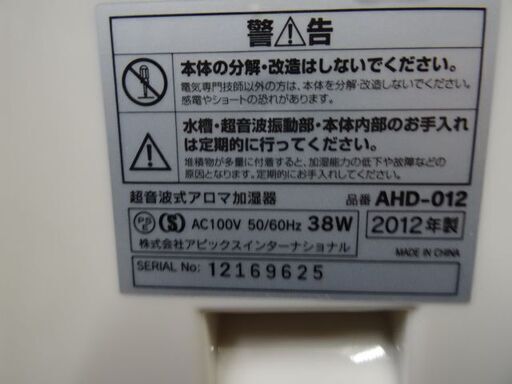 警告
本体の分解・改造はしないでください。
電気専門技師以外の方は、本体を分解・改造しないでください。
感電やショートの恐れがあります。
水槽・超音波振動部・本体内部のお手入れ
は定期的に行ってください。
堆積物が多量に付着すると、加湿能力の低下や故障などの
原因となります。定期的にお手入れしてください。
超音波式アロマ加湿器 品番 AHD-012
PS E S AC100V 50/60Hz 38W 2012年製
株式会社アピックスインターナショナル MADE IN CHINA
SERIAL No: 12169625